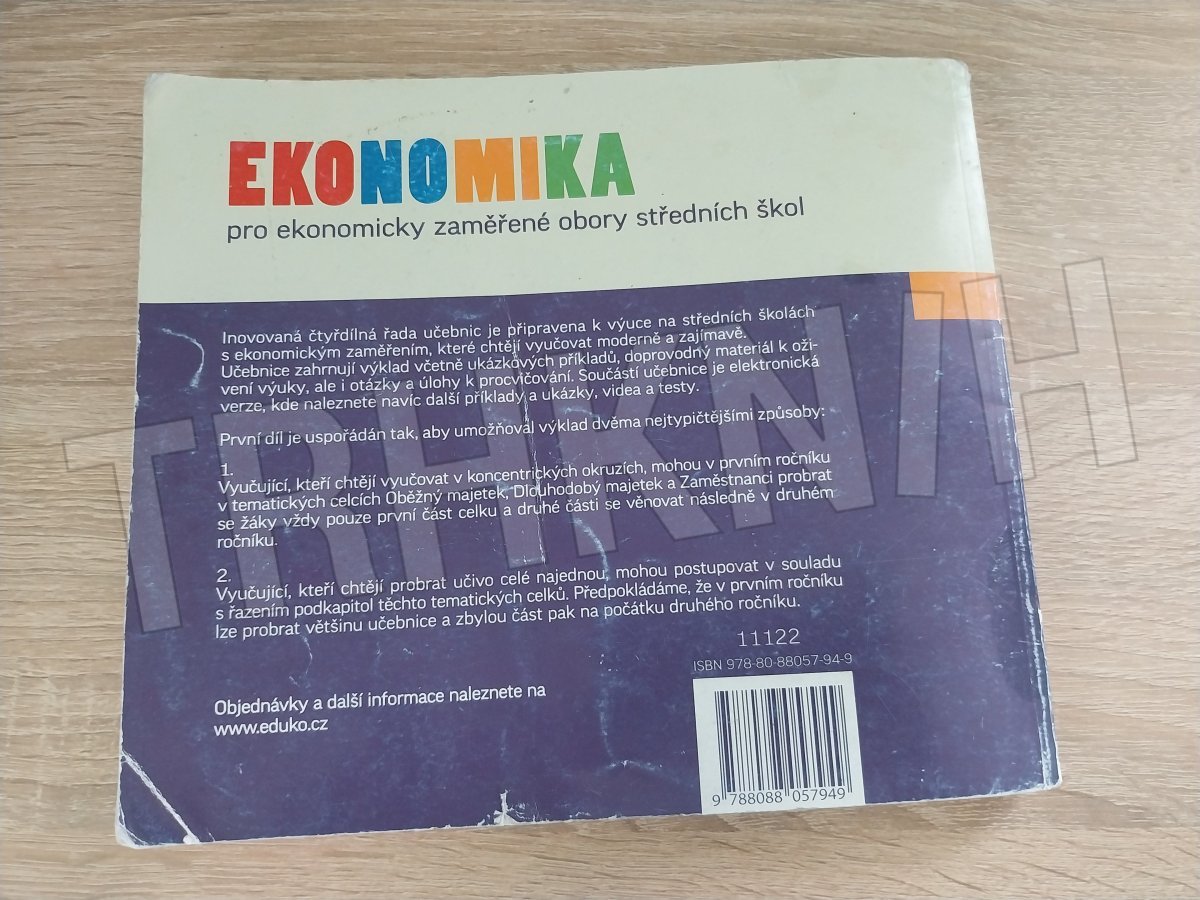 EKONOMIKA
pro ekonomicky zaměřené obory středních škol
Inovovaná čtyřdílná řada učebnic je připravena k výuce na středních školách
s ekonomickým zaměřením, které chtějí vyučovat moderně a zajímavě.
Učebnice zahrnují výklad včetně ukázkových příkladů, doprovodný materiál k oži-
vení výuky, ale i otázky a úlohy k procvičování. Součástí učebnice je elektronická
verze, kde naleznete navíc další příklady a ukázky, videa a testy.
První díl je uspořádán tak, aby umožňoval výklad dvěma nejtypičtějšími způsoby:
1.
Vyučující, kteří chtějí vyučovat v koncentrických okruzích, mohou v prvním ročníku
v tematických celcích Oběžný majetek, Dlouhodobý majetek a Zaměstnanci probrat
se žáky vždy pouze první část celku a druhé části se věnovat následně v druhém
ročníku.
2.
Vyučující, kteří chtějí probrat učivo celé najednou, mohou postupovat v souladu
s řazením podkapitol těchto tematických celků. Předpokládáme, že v prvním ročníku
lze probrat většinu učebnice a zbylou část pak na počátku druhého ročníku.
11122
ISBN 978-80-88057-94-9
Objednávky a další informace naleznete na
www.eduko.cz
9 788088 057949
TRHKNIH